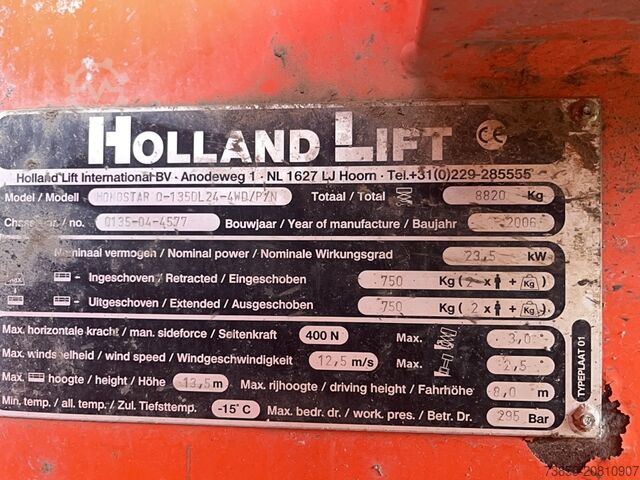 HOLLAND LIFT CE
Holland Lift International BV · Anodeweg 1 · NL 1627 LJ Hoorn · Tel.+31(0)229-285555
Model / Modell MONOSTAR Q-135DL24-4WD/P/N Totaal / Total 8820 Kg
no. Q135-04-4577 Bouwjaar / Year of manufacture / Baujahr 2006
Nominaal vermogen / Nominal power / Nominale Wirkungsgrad 23,5 kW
max. - Ingeschoven / Retracted / Eingeschoben 750 Kg ( 2 x + Kg )
- Uitgeschoven / Extended / Ausgeschoben 750 Kg ( 2 x + Kg )
Max. horizontale kracht / man. sideforce / Seitenkraft 400 N Max. 3,0°
Max. windsnelheid / wind speed / Windgeschwindigkeit 12,5 m/s Max. 2,5
Max. hoogte / height / Höhe 13,5 m Max. rijhoogte / driving height / Fahrhöhe 8,0 m
Min. temp. / all. temp. / Zul. Tiefsttemp. -15°C Max. bedr. dr. / work. pres. / Betr. Dr. 295 Bar
TYPEPLAAT 01